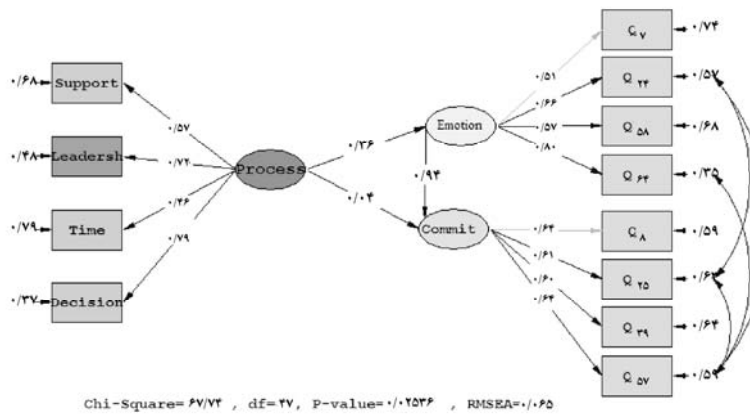 Q ۷
۰/۷۴
۰/۶۸
Support
۰/۵۱
Q ۲۴
۰/۵۷
۰/۵۷
۰/۶۶
Emotion
۰/۵۷
Q ۵۸
۰/۶۸
۰/۴۸
Leadersh
۰/۷۲
Process
۰/۳۶
۰/۸۰
Q ۶۴
۰/۳۵
۰/۴۶
۰/۰۴
۰/۹۴
۰/۷۹
Time
۰/۷۹
Commit
۰/۶۴
Q ۸
۰/۵۹
۰/۶۱
Q ۲۵
۰/۶۳
۰/۳۷
Decision
۰/۶۰
۰/۶۴
Q ۳۹
۰/۶۴
Q ۵۷
۰/۵۹
Chi-Square= ۶۷/۷۴ , df= ۴۷, P-value= ۰/۰۲۵۳۶ , RMSEA=۰/۰۶۵